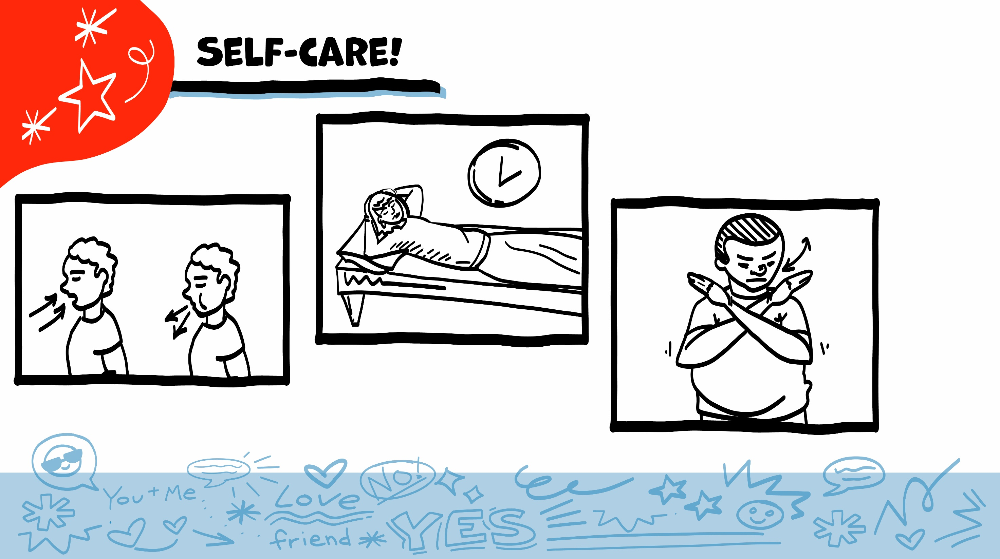 SELF-CARE!
NO!
You + Me
Love
YES
friend